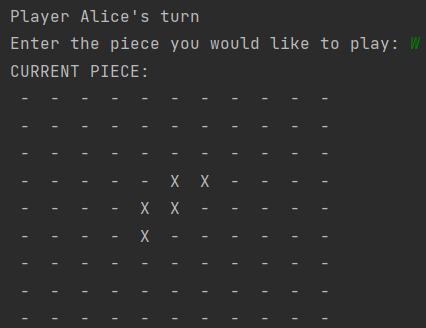 Player Alice's turn
Enter the piece you would like to play: W
CURRENT PIECE:
- - - - - - - - - - -
- - - - - - - - - - -
- - - - - - - - - - -
- - - - - X X - - - -
- - - - X X - - - - -
- - - - X - - - - - -
- - - - - - - - - - -
- - - - - - - - - - -
- - - - - - - - - - -